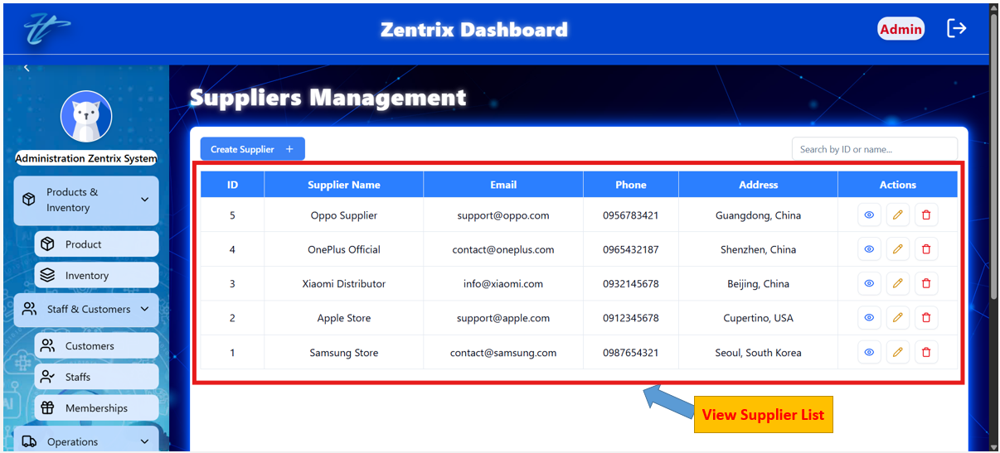 Zentrix Dashboard
Admin
Administration Zentrix System
Products &
Inventory
Product
Inventory
Staff & Customers
Customers
Staffs
Memberships
Operations
Suppliers Management
Create Supplier +
Search by ID or name...
ID Supplier Name Email Phone Address Actions
5 Oppo Supplier support@oppo.com 0956783421 Guangdong, China
4 OnePlus Official contact@oneplus.com 0965432187 Shenzhen, China
3 Xiaomi Distributor info@xiaomi.com 0932145678 Beijing, China
2 Apple Store support@apple.com 0912345678 Cupertino, USA
1 Samsung Store contact@samsung.com 0987654321 Seoul, South Korea
View Supplier List